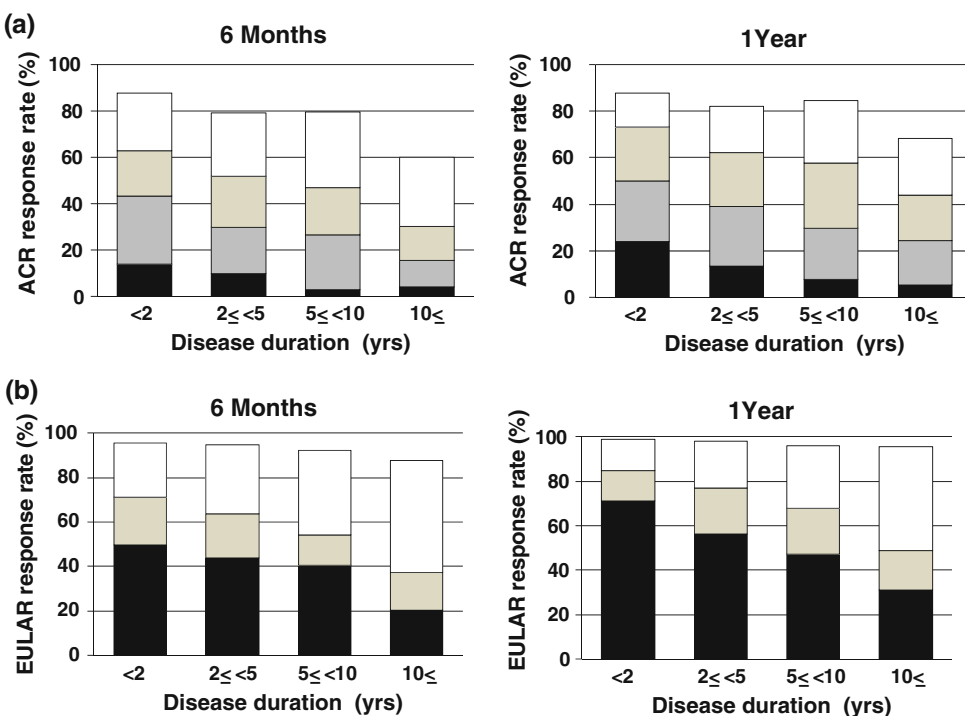 (a)
6 Months
ACR response rate (%)
100
80
60
40
20
0
<2
2≤ <5
5≤ <10
10≤
Disease duration (yrs)
1Year
ACR response rate (%)
100
80
60
40
20
0
<2
2≤ <5
5≤ <10
10≤
Disease duration (yrs)
(b)
6 Months
EULAR response rate (%)
100
80
60
40
20
0
<2
2≤ <5
5≤ <10
10≤
Disease duration (yrs)
1Year
EULAR response rate (%)
100
80
60
40
20
0
<2
2≤ <5
5≤ <10
10≤
Disease duration (yrs)